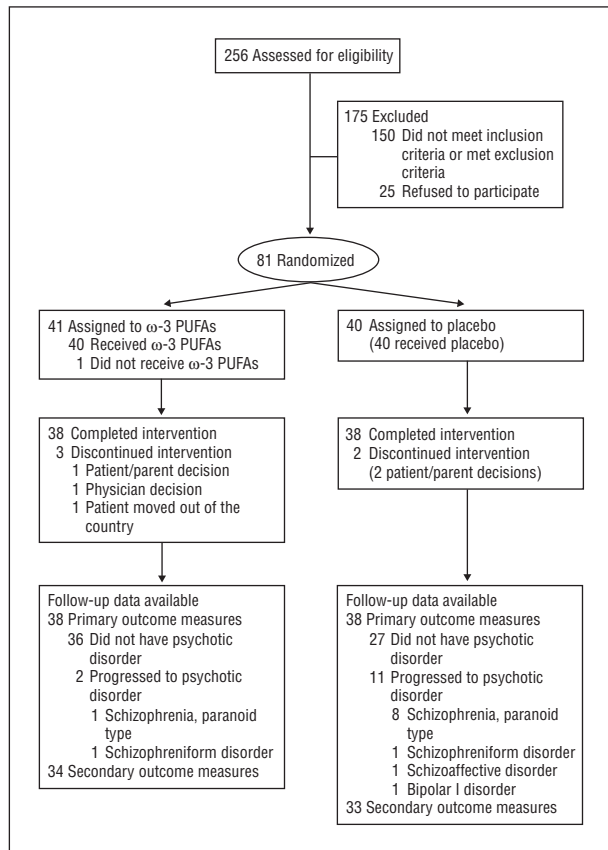 256 Assessed for eligibility
175 Excluded
150 Did not meet inclusion
criteria or met exclusion
criteria
25 Refused to participate
81 Randomized
41 Assigned to ω-3 PUFAs
40 Received ω-3 PUFAs
1 Did not receive ω-3 PUFAs
40 Assigned to placebo
(40 received placebo)
38 Completed intervention
3 Discontinued intervention
1 Patient/parent decision
1 Physician decision
1 Patient moved out of the
country
38 Completed intervention
2 Discontinued intervention
(2 patient/parent decisions)
Follow-up data available
38 Primary outcome measures
36 Did not have psychotic
disorder
2 Progressed to psychotic
disorder
1 Schizophrenia, paranoid
type
1 Schizophreniform disorder
34 Secondary outcome measures
Follow-up data available
38 Primary outcome measures
27 Did not have psychotic
disorder
11 Progressed to psychotic
disorder
8 Schizophrenia, paranoid
type
1 Schizophreniform disorder
1 Schizoaffective disorder
1 Bipolar I disorder
33 Secondary outcome measures